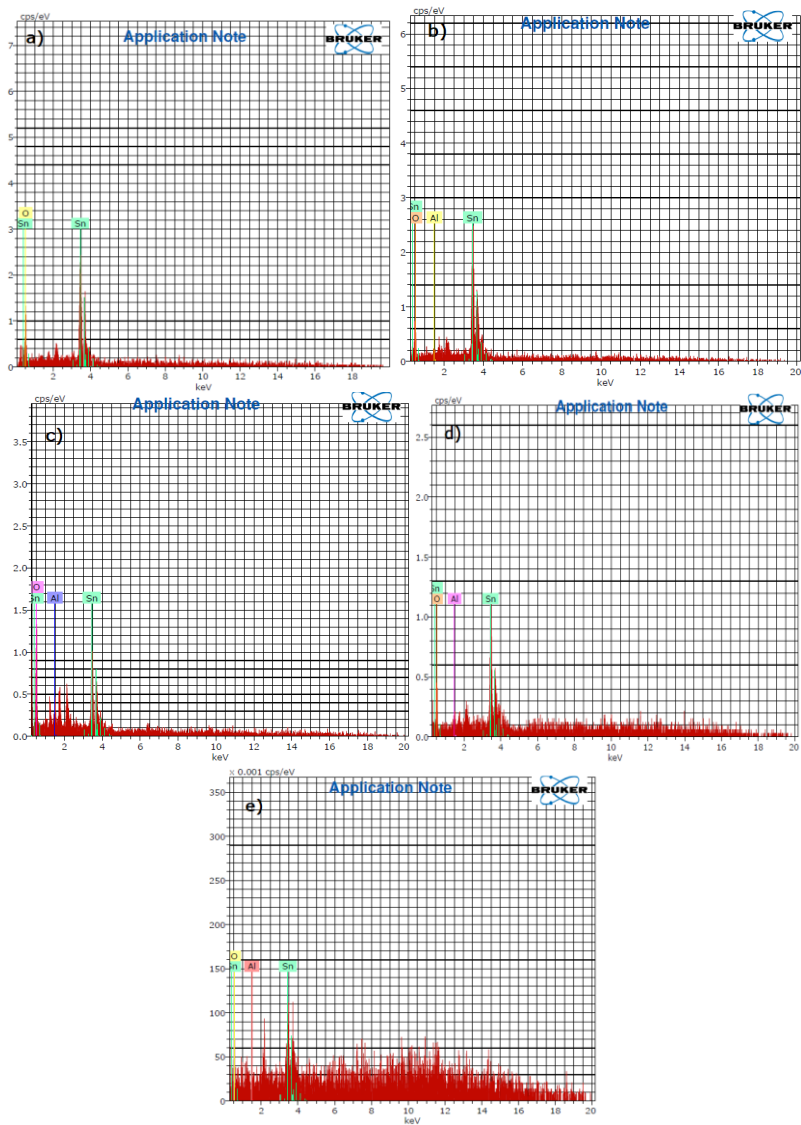 cps/eV
a)
Application Note
BRUKER
7
6
5
4
3
2
1
0
O
Sn
Sn
2 4 6 8 10 12 14 16 18
keV
cps/eV
b)
Application Note
BRUKER
6
5
4
3
2
1
0
Sn
O
Al
Sn
2 4 6 8 10 12 14 16 18 20
keV
cps/eV
c)
Application Note
BRUKER
3.5
3.0
2.5
2.0
1.5
1.0
0.5
0.0
O
Sn
Al
Sn
2 4 6 8 10 12 14 16 18 20
keV
cps/eV
d)
Application Note
BRUKER
2.5
2.0
1.5
1.0
0.5
0.0
Sn
O
Al
Sn
2 4 6 8 10 12 14 16 18 20
keV
x 0.001 cps/eV
e)
Application Note
BRUKER
350
300
250
200
150
100
50
0
O
Sn
Al
Sn
2 4 6 8 10 12 14 16 18 20
keV